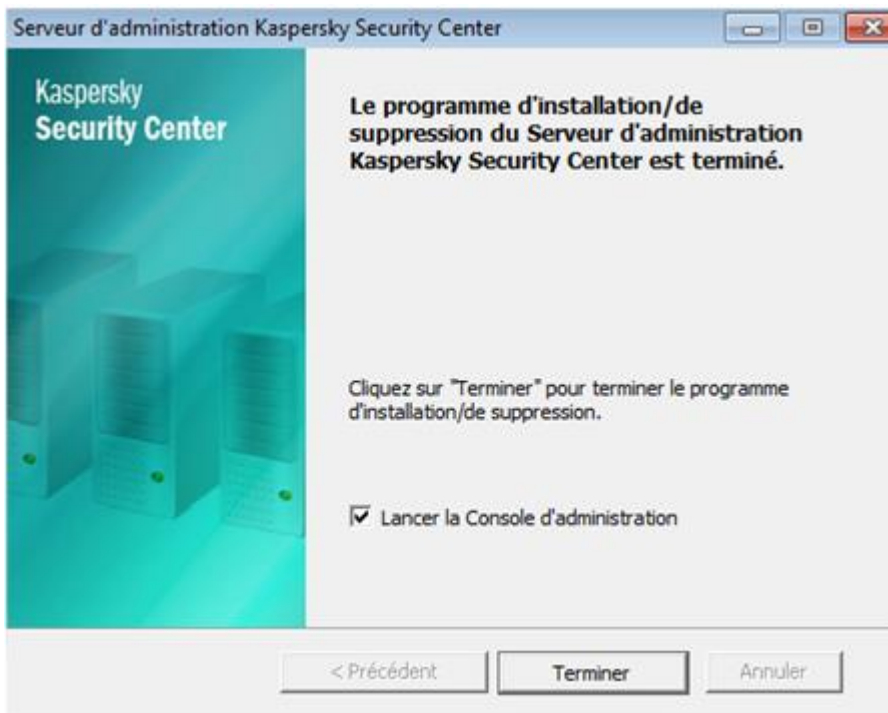 Serveur d'administration Kaspersky Security Center
Kaspersky
Security Center
Le programme d'installation/de
suppression du Serveur d'administration
Kaspersky Security Center est terminé.
Cliquez sur "Terminer" pour terminer le programme
d'installation/de suppression.
Lancer la Console d'administration
< Précédent
Terminer
Annuler